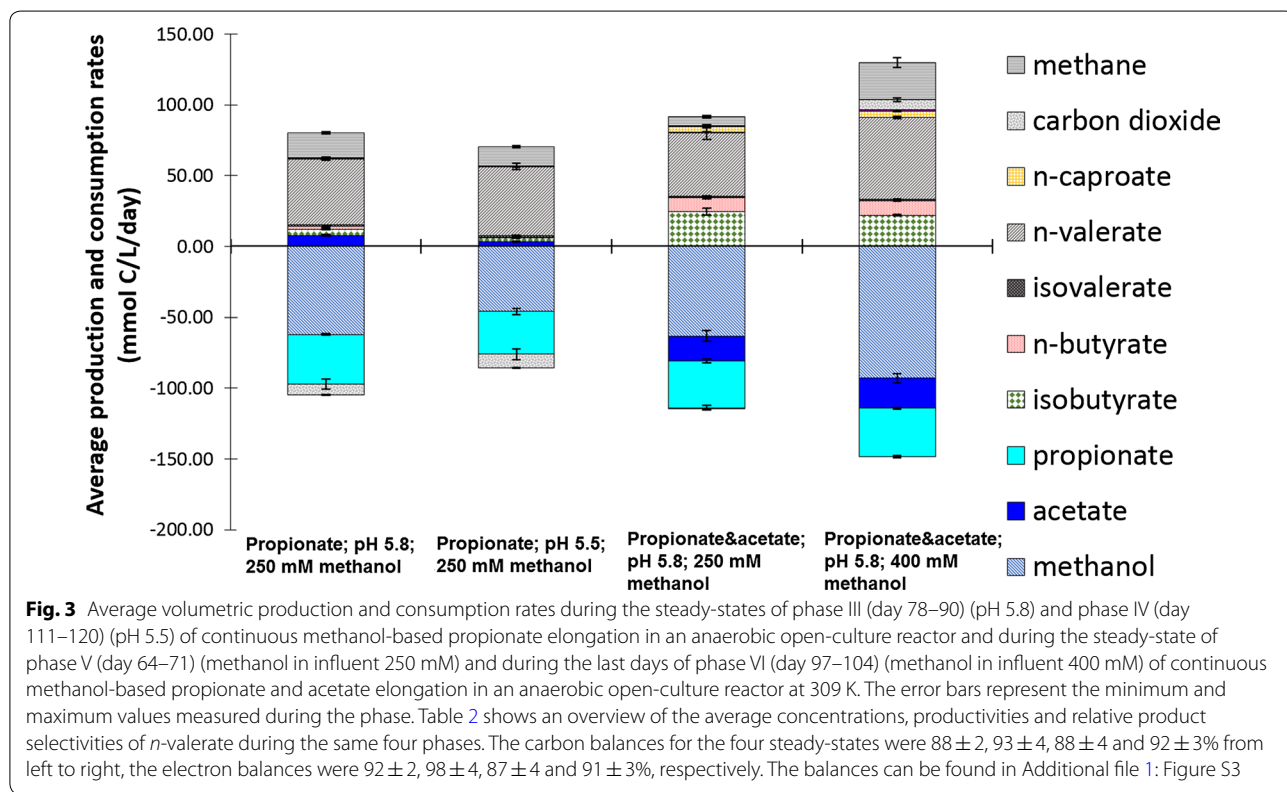 Average production and consumption rates
(mmol C/L/day)
150.00
100.00
50.00
0.00
-50.00
-100.00
-150.00
-200.00
Propionate; pH 5.8;
250 mM methanol
Propionate; pH 5.5;
250 mM methanol
Propionate&acetate;
pH 5.8; 250 mM
methanol
Propionate&acetate;
pH 5.8; 400 mM
methanol
methane
carbon dioxide
n-caproate
n-valerate
isovalerate
n-butyrate
isobutyrate
propionate
acetate
methanol
Fig. 3 Average volumetric production and consumption rates during the steady-states of phase III (day 78–90) (pH 5.8) and phase IV (day
111–120) (pH 5.5) of continuous methanol-based propionate elongation in an anaerobic open-culture reactor and during the steady-state of
phase V (day 64–71) (methanol in influent 250 mM) and during the last days of phase VI (day 97–104) (methanol in influent 400 mM) of continuous
methanol-based propionate and acetate elongation in an anaerobic open-culture reactor at 309 K. The error bars represent the minimum and
maximum values measured during the phase. Table 2 shows an overview of the average concentrations, productivities and relative product
selectivities of n-valerate during the same four phases. The carbon balances for the four steady-states were 88 ± 2, 93 ± 4, 88 ± 4 and 92 ± 3% from
left to right, the electron balances were 92 ± 2, 98 ± 4, 87 ± 4 and 91 ± 3%, respectively. The balances can be found in Additional file 1: Figure S3